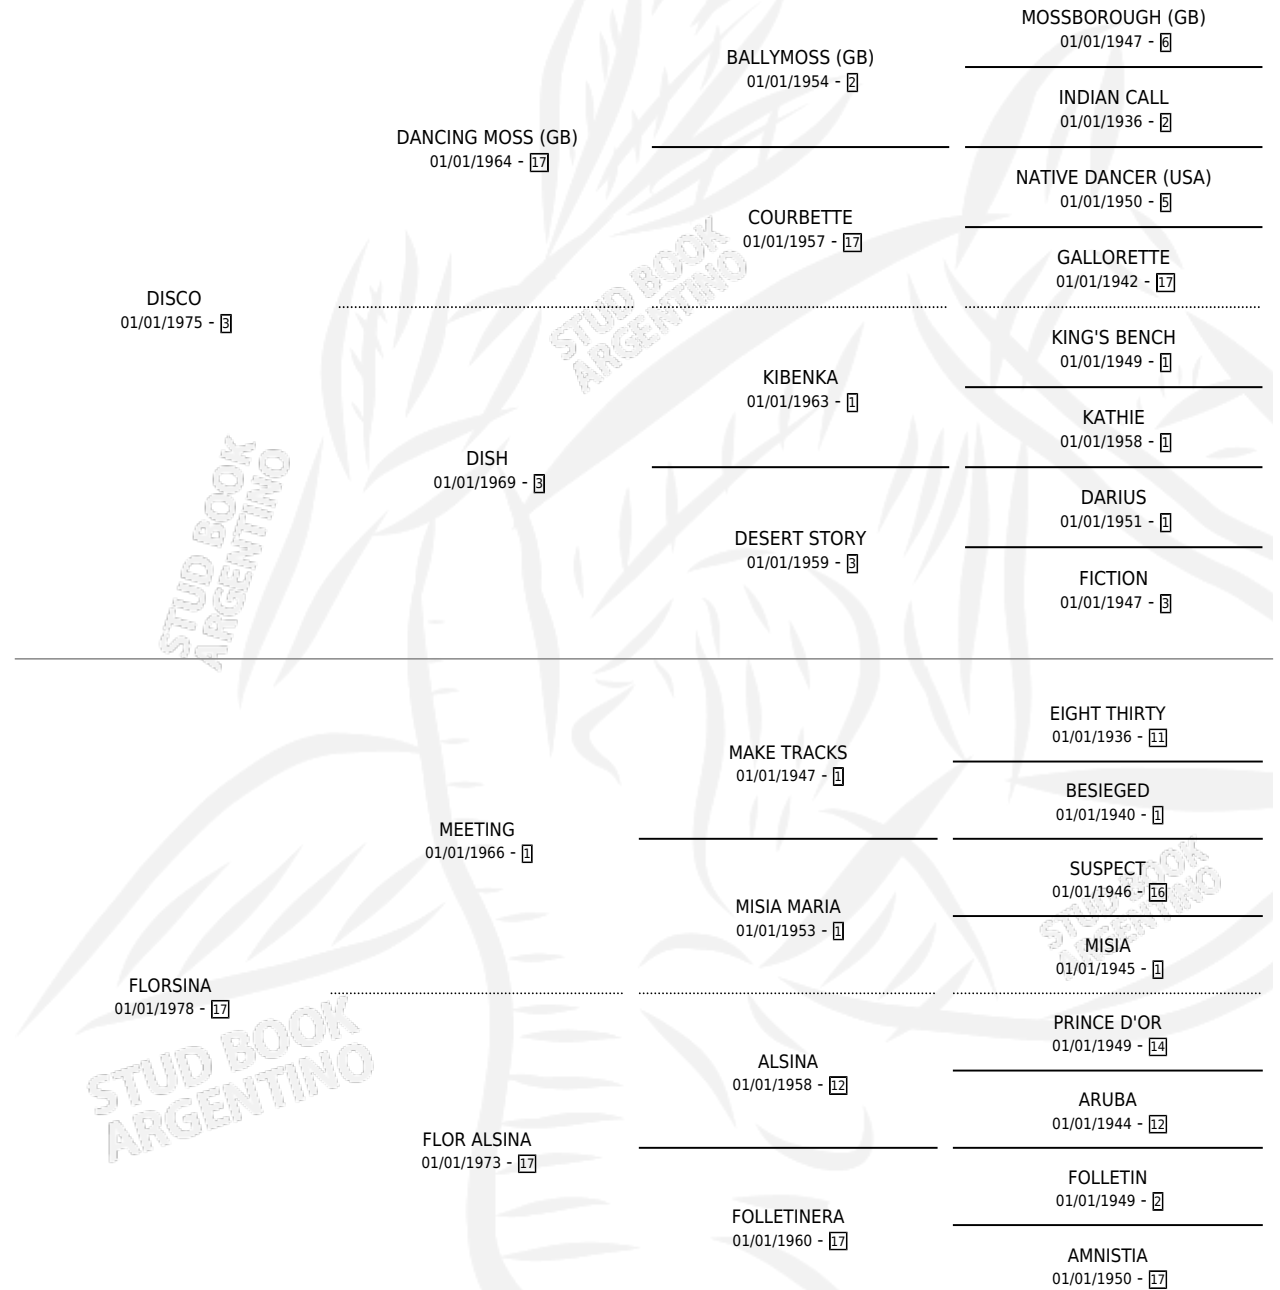 MOSSBOROUGH (GB)
01/01/1947 - 6
BALLYMOSS (GB)
01/01/1954 - 2
INDIAN CALL
01/01/1936 - 2
DANCING MOSS (GB)
01/01/1964 - 17
NATIVE DANCER (USA)
01/01/1950 - 5
COURBETTE
01/01/1957 - 17
GALLORETTE
01/01/1942 - 17
DISCO
01/01/1975 - 3
STUD BOOK
ARGENTINO
KING'S BENCH
01/01/1949 - 1
KIBENKA
01/01/1963 - 1
KATHIE
01/01/1958 - 1
DISH
01/01/1969 - 3
DARIUS
01/01/1951 - 1
DESERT STORY
01/01/1959 - 3
FICTION
01/01/1947 - 3
STUD BOOK
ARGENTINO
EIGHT THIRTY
01/01/1936 - 11
MAKE TRACKS
01/01/1947 - 1
BESIEGED
01/01/1940 - 1
MEETING
01/01/1966 - 1
SUSPECT
01/01/1946 - 16
MISIA MARIA
01/01/1953 - 1
MISIA
01/01/1945 - 1
STUD BOOK
ARGENTINO
FLORSINA
01/01/1978 - 17
PRINCE D'OR
01/01/1949 - 14
ALSINA
01/01/1958 - 12
ARUBA
01/01/1944 - 12
STUD BOOK
ARGENTINO
FLOR ALSINA
01/01/1973 - 17
FOLLETIN
01/01/1949 - 2
FOLLETINERA
01/01/1960 - 17
AMNISTIA
01/01/1950 - 17